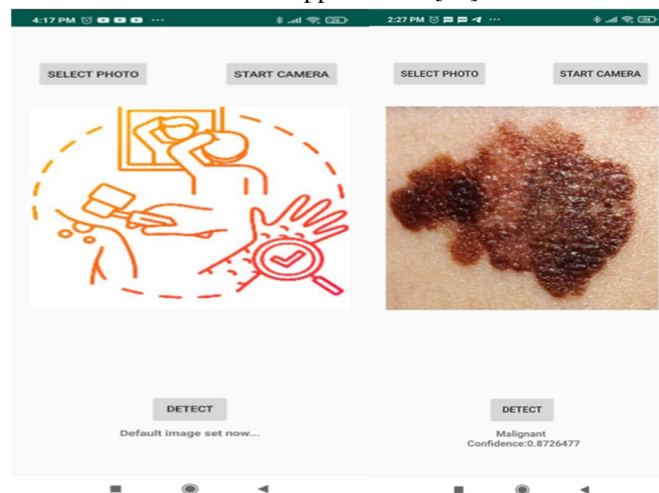 4:17 PM
SELECT PHOTO START CAMERA
DETECT
Default image set now...
2:27 PM
SELECT PHOTO START CAMERA
DETECT
Malignant
Confidence:0.8726477